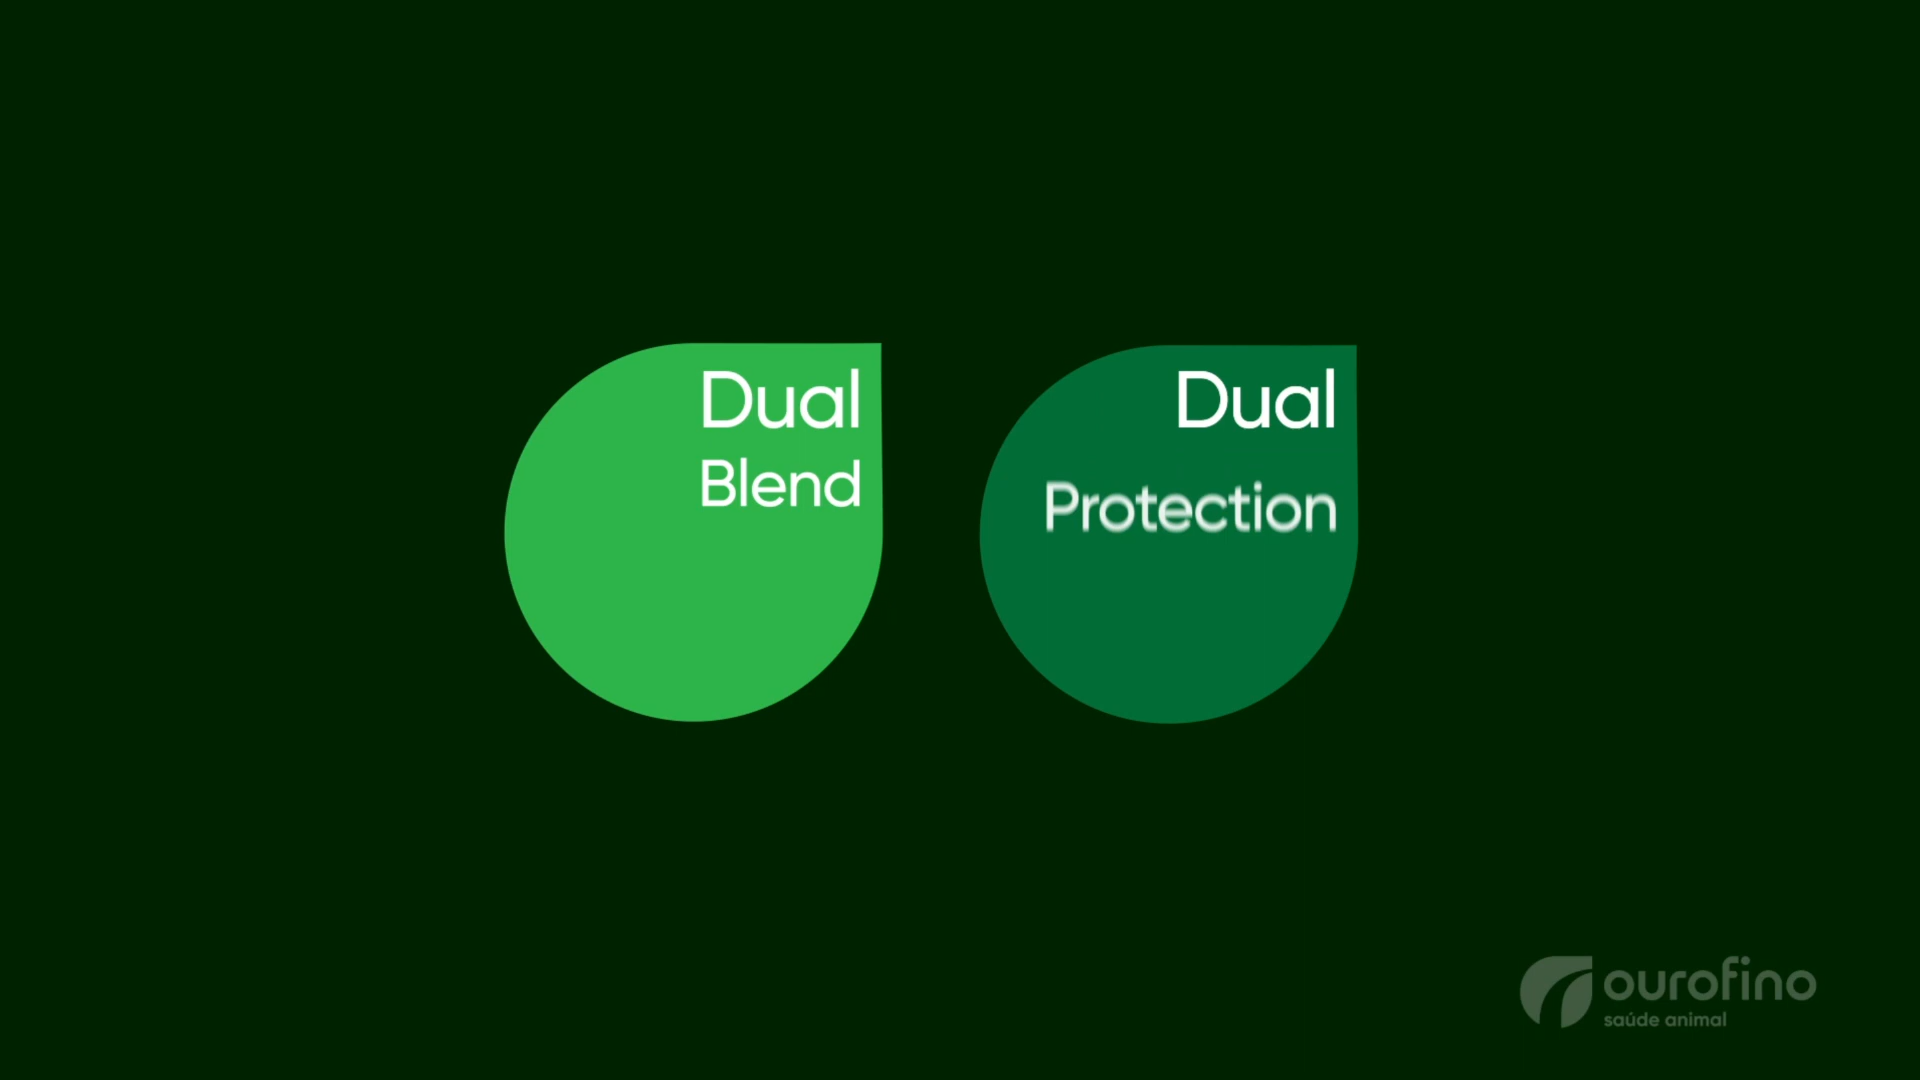 Dual
Blend
Dual
Protection
ourofino
saúde animal